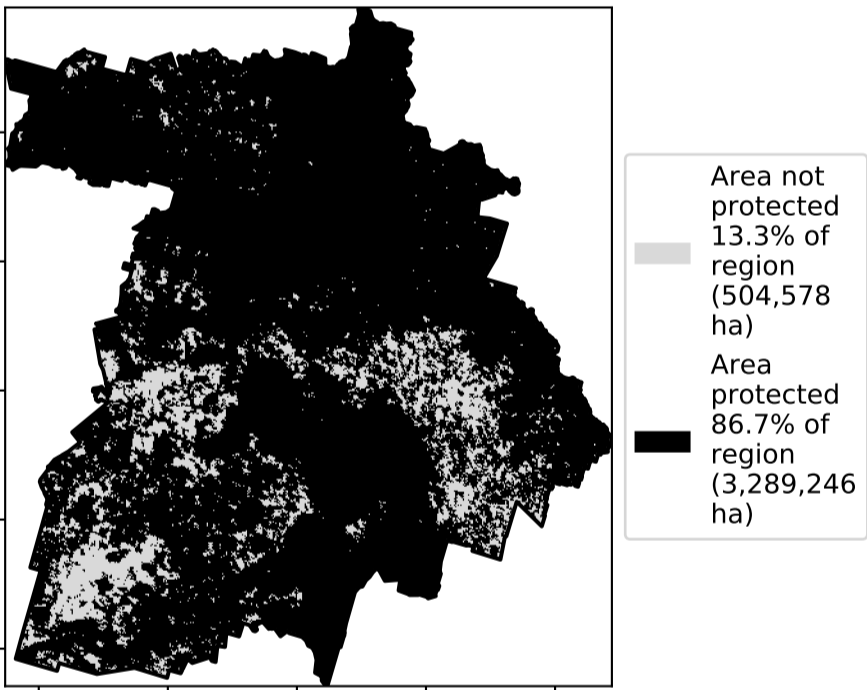 Area not
protected
13.3% of
region
(504,578
ha)
Area
protected
86.7% of
region
(3,289,246
ha)